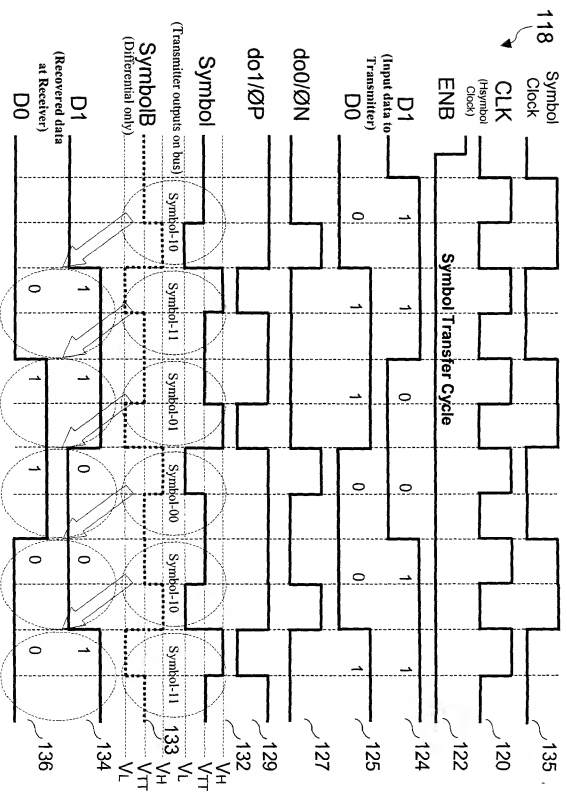 118
Symbol
Clock
135
CLK
(Hsymbol
Clock)
120
ENB
Symbol Transfer Cycle
122
D1
1 1 0 0 1 1
124
(Input data to
Transmitter)
D0
0 1 1 0 0 1
125
do0/ØN
127
do1/ØP
129
Symbol
132
VH
VTT
VL
(Transmitter outputs on bus)
Symbol-10 Symbol-11 Symbol-01 Symbol-00 Symbol-10 Symbol-11
SymbolB
(Differential only)
133
VH
VTT
VL
D1
1 1 0 0 1
134
(Recovered data
at Receiver)
D0
0 1 1 0 0
136